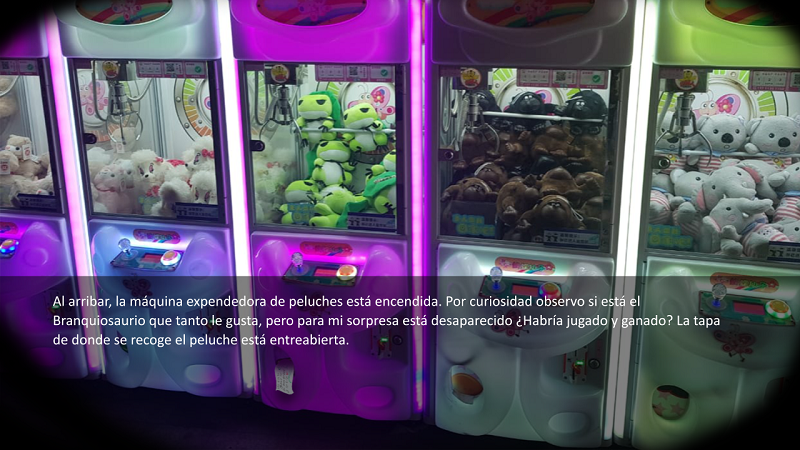 Al arribar, la máquina expendedora de peluches está encendida. Por curiosidad observo si está el
Branquiosaurio que tanto le gusta, pero para mi sorpresa está desaparecido ¿Habría jugado y ganado? La tapa
de donde se recoge el peluche está entreabierta.